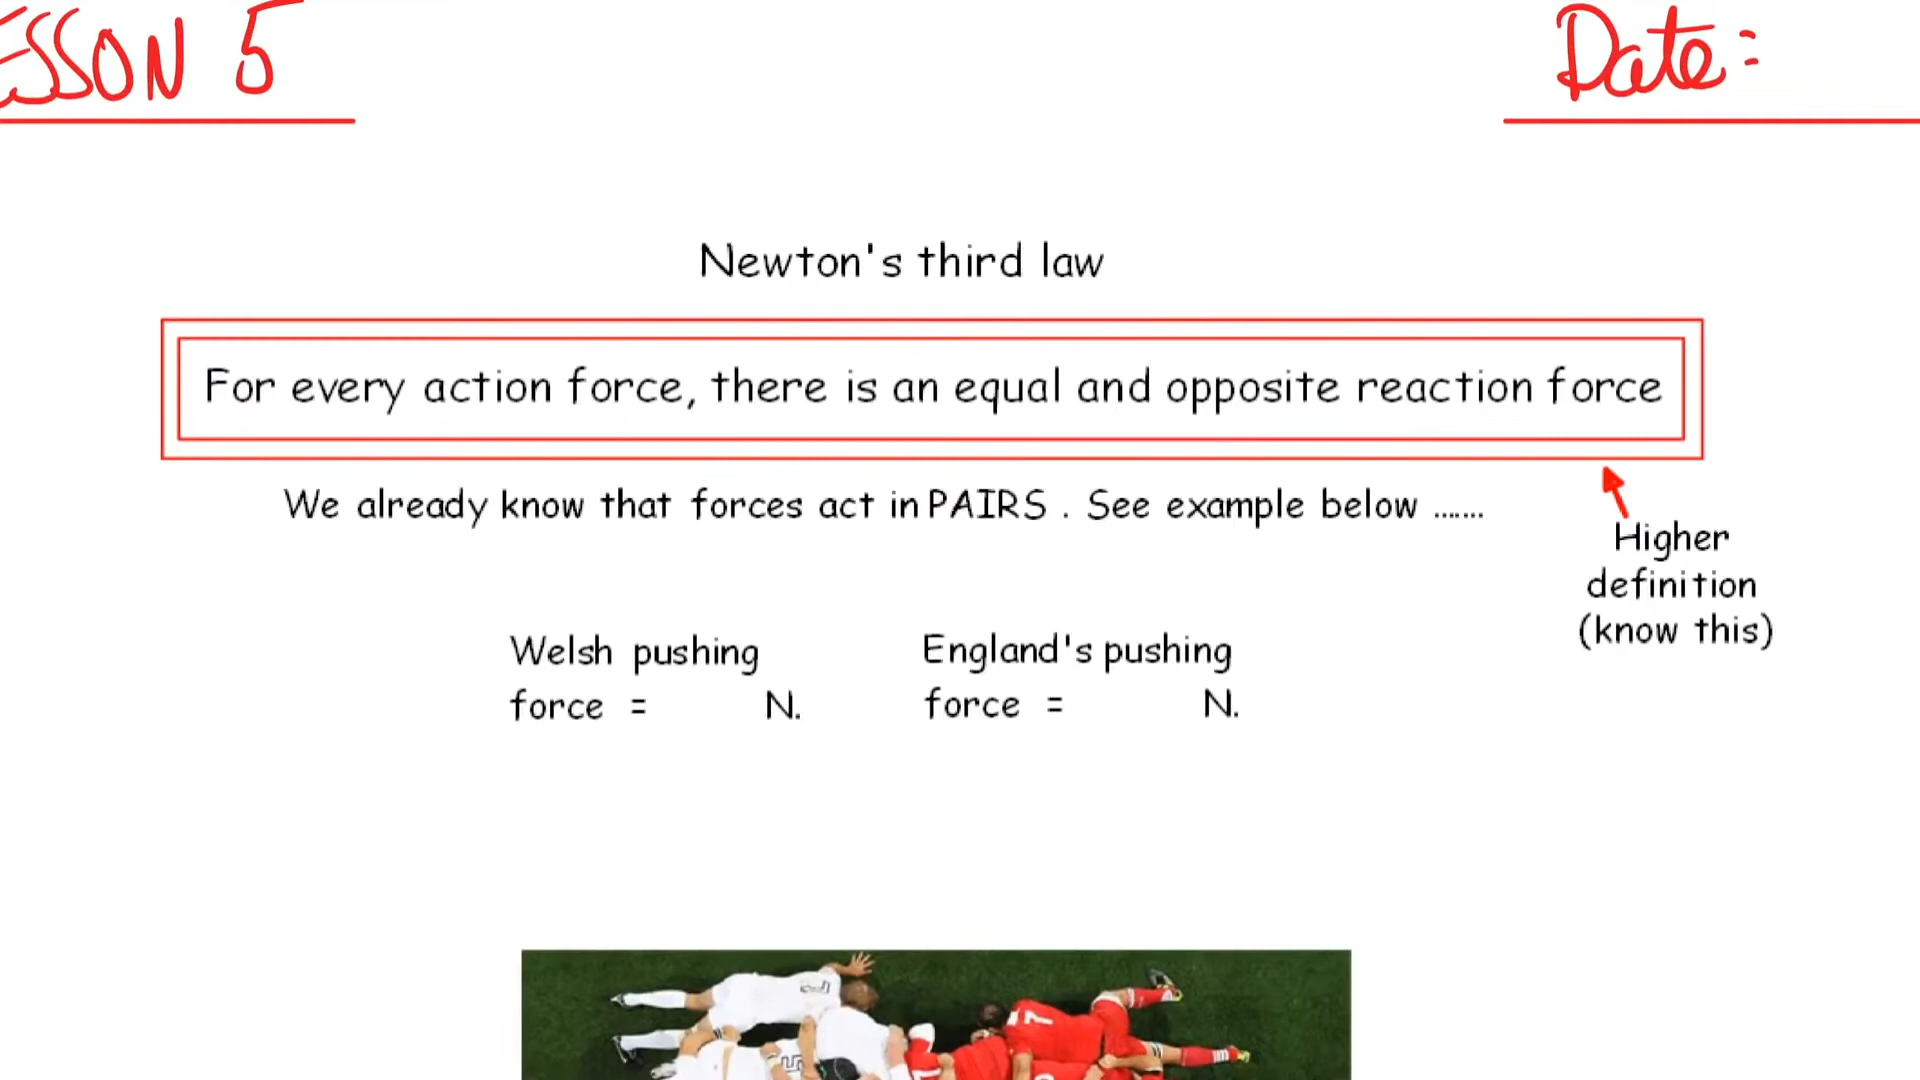 ESSON 5
Date:
Newton's third law
For every action force, there is an equal and opposite reaction force
We already know that forces act in PAIRS . See example below .......
Higher
definition
(know this)
Welsh pushing
force = N.
England's pushing
force = N.
7